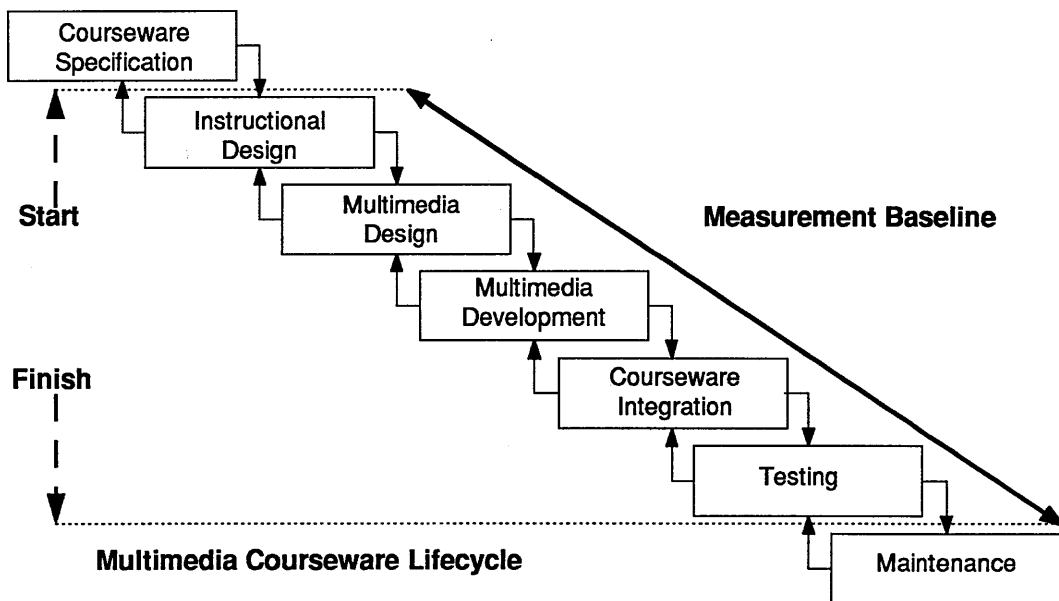 Courseware
Specification
Instructional
Design
Start
Multimedia
Design
Measurement Baseline
Multimedia
Development
Finish
Courseware
Integration
Testing
Multimedia Courseware Lifecycle
Maintenance